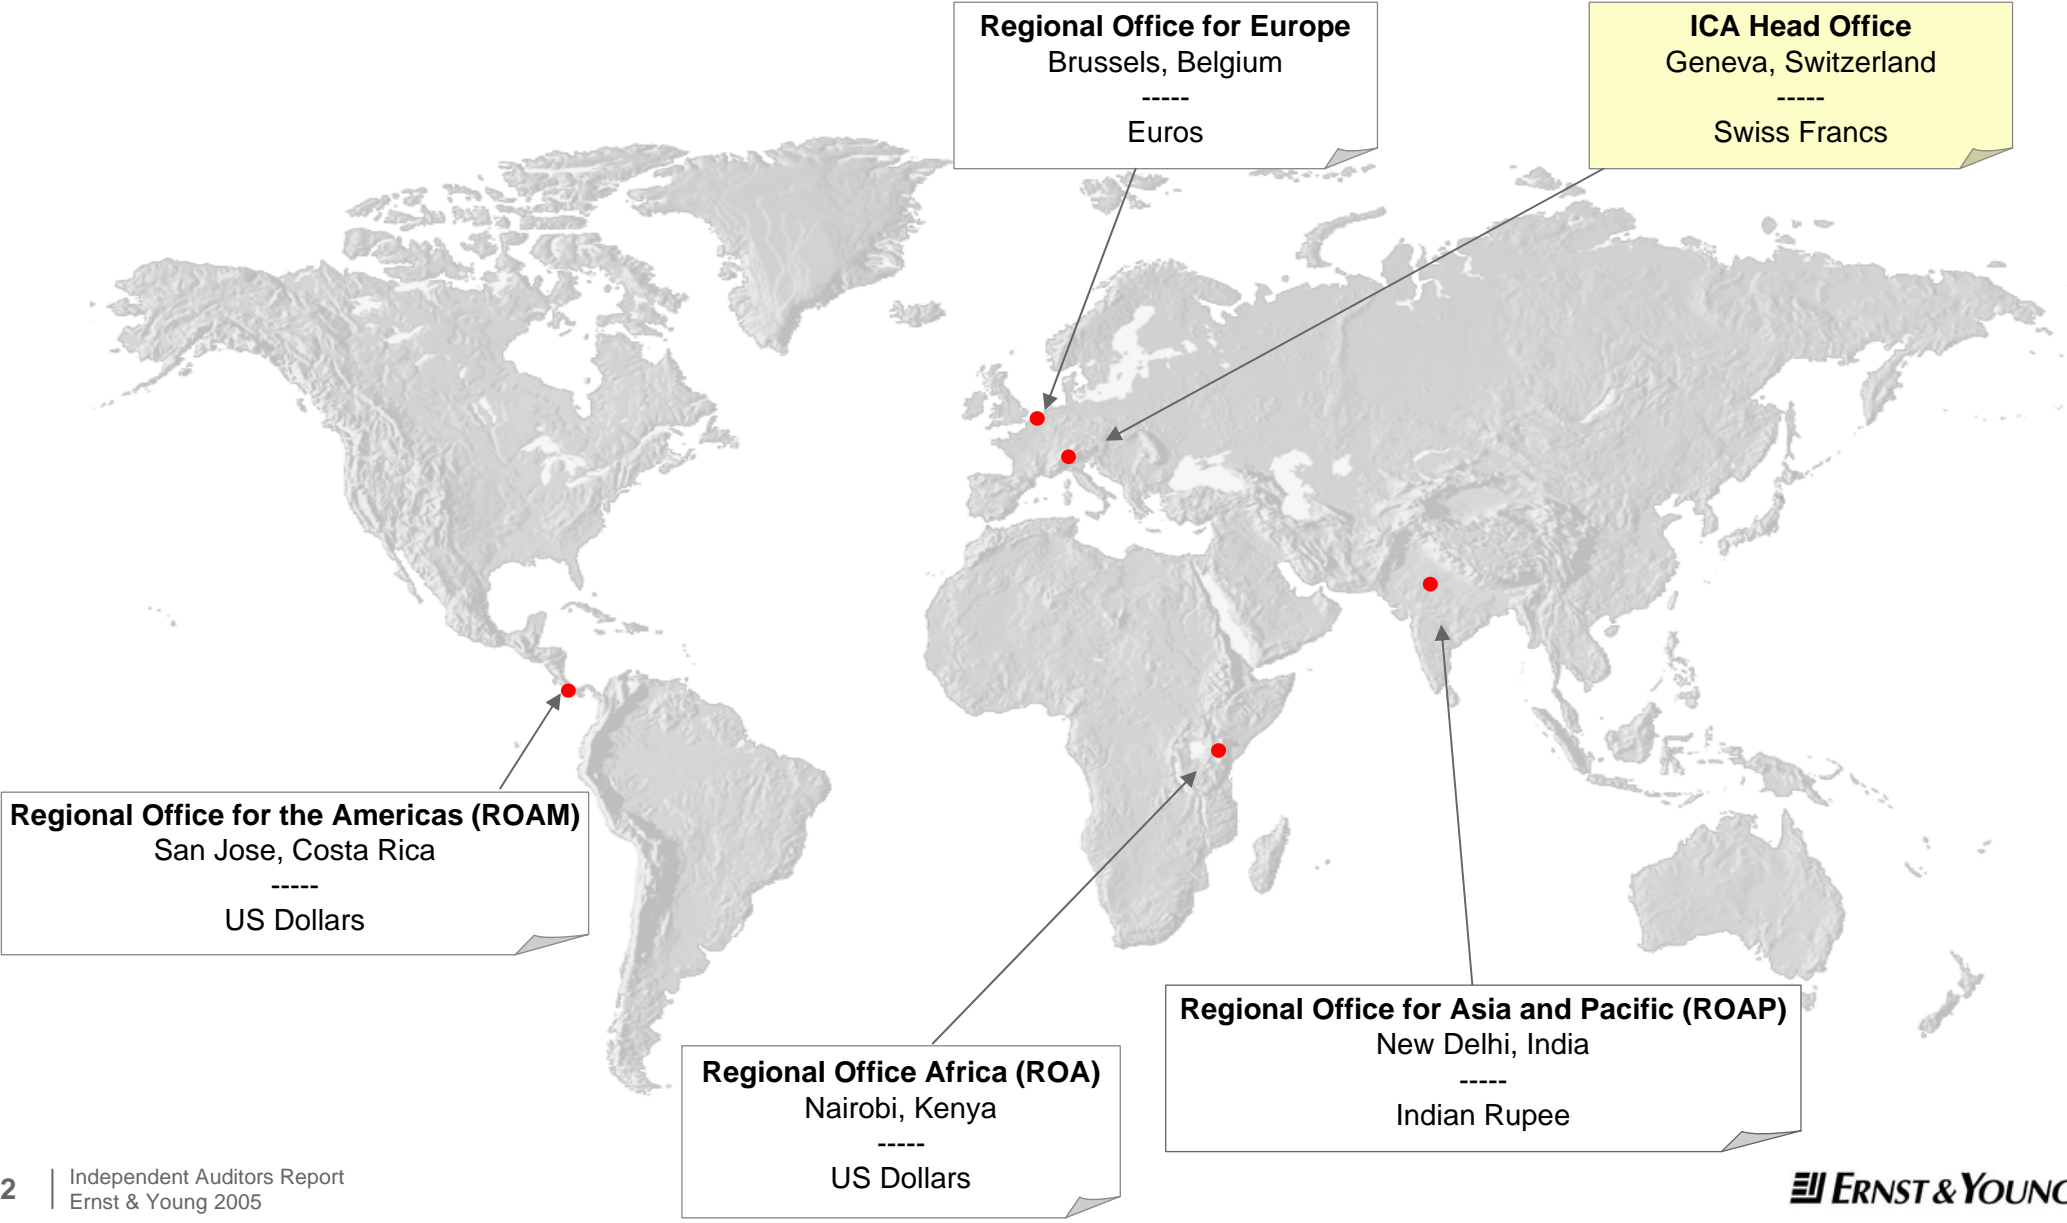 Regional Office for Europe
Brussels, Belgium
-----
Euros
ICA Head Office
Geneva, Switzerland
-----
Swiss Francs
Regional Office for the Americas (ROAM)
San Jose, Costa Rica
-----
US Dollars
Regional Office Africa (ROA)
Nairobi, Kenya
-----
US Dollars
Regional Office for Asia and Pacific (ROAP)
New Delhi, India
-----
Indian Rupee
2
Independent Auditors Report
Ernst & Young 2005
ERNST & YOUNG